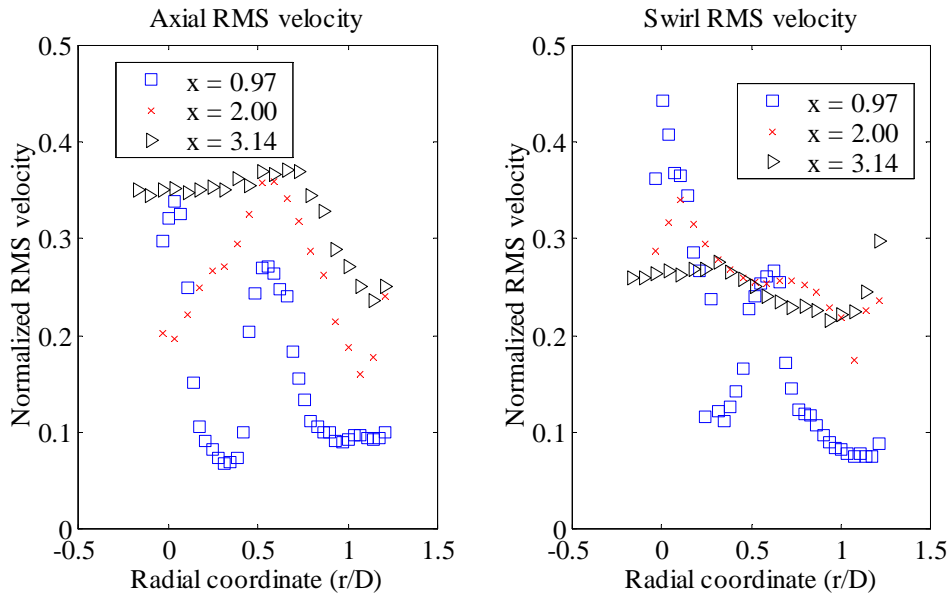 Axial RMS velocity
0.5
0.4
0.3
0.2
0.1
0
Normalized RMS velocity
x = 0.97
x = 2.00
x = 3.14
-0.5
0
0.5
1
1.5
Radial coordinate (r/D)
Swirl RMS velocity
0.5
0.4
0.3
0.2
0.1
0
Normalized RMS velocity
x = 0.97
x = 2.00
x = 3.14
-0.5
0
0.5
1
1.5
Radial coordinate (r/D)